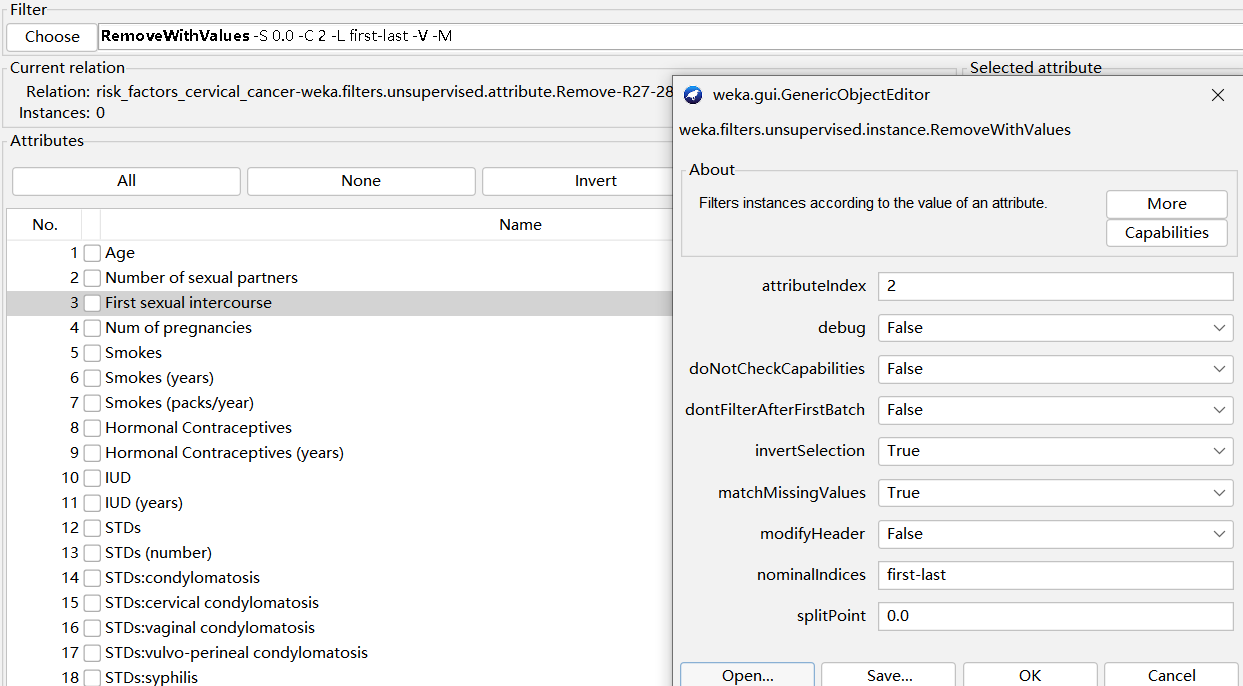 Filter
Choose
RemoveWithValues -S 0.0 -C 2 -L first-last -V -M
Current relation
Relation: risk_factors_cervical_cancer-weka.filters.unsupervised.attribute.Remove-R27-28
Instances: 0
Attributes
All
None
Invert
No.
Name
1 Age
2 Number of sexual partners
3 First sexual intercourse
4 Num of pregnancies
5 Smokes
6 Smokes (years)
7 Smokes (packs/year)
8 Hormonal Contraceptives
9 Hormonal Contraceptives (years)
10 IUD
11 IUD (years)
12 STDs
13 STDs (number)
14 STDs:condylomatosis
15 STDs:cervical condylomatosis
16 STDs:vaginal condylomatosis
17 STDs:vulvo-perineal condylomatosis
18 STDs:syphilis
Selected attribute
weka.gui.GenericObjectEditor
weka.filters.unsupervised.instance.RemoveWithValues
About
Filters instances according to the value of an attribute.
More
Capabilities
attributeIndex 2
debug False
doNotCheckCapabilities False
dontFilterAfterFirstBatch False
invertSelection True
matchMissingValues True
modifyHeader False
nominalIndices first-last
splitPoint 0.0
Open...
Save...
OK
Cancel